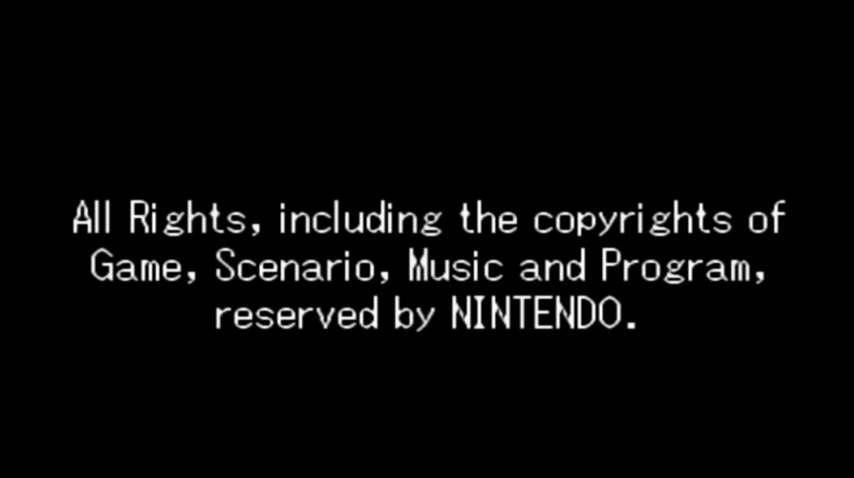 All Rights, including the copyrights of
Game, Scenario, Music and Program,
reserved by NINTENDO.